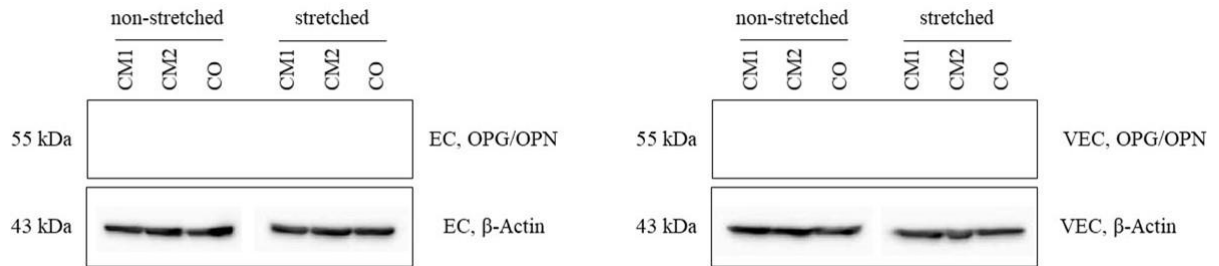 non-stretched stretched
CM1 CM2 CO CM1 CM2 CO
55 kDa EC, OPG/OPN
43 kDa EC, β-Actin
non-stretched stretched
CM1 CM2 CO CM1 CM2 CO
55 kDa VEC, OPG/OPN
43 kDa VEC, β-Actin